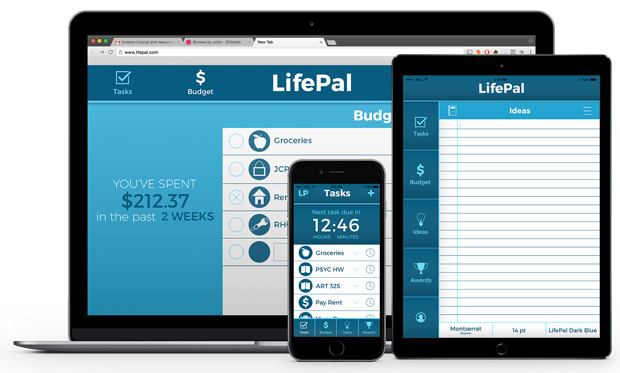 Invision tutorial and resource
Browse by color - Dribbble
New Tab
www.lifepal.com
Tasks
Budget
LifePal
Budg
YOU'VE SPENT
$212.37
in the past 2 WEEKS
Groceries
JCP
Ren
LP
Tasks
+
Next task due in
12:46
HOURS
MINUTES
Groceries
PSYC HW
ART 325
Pay Rent
Tasks
Budget
Ideas
Awards
LifePal
Ideas
Tasks
Budget
Ideas
Awards
Montserrat
Regular
14 pt
LifePal Dark Blue